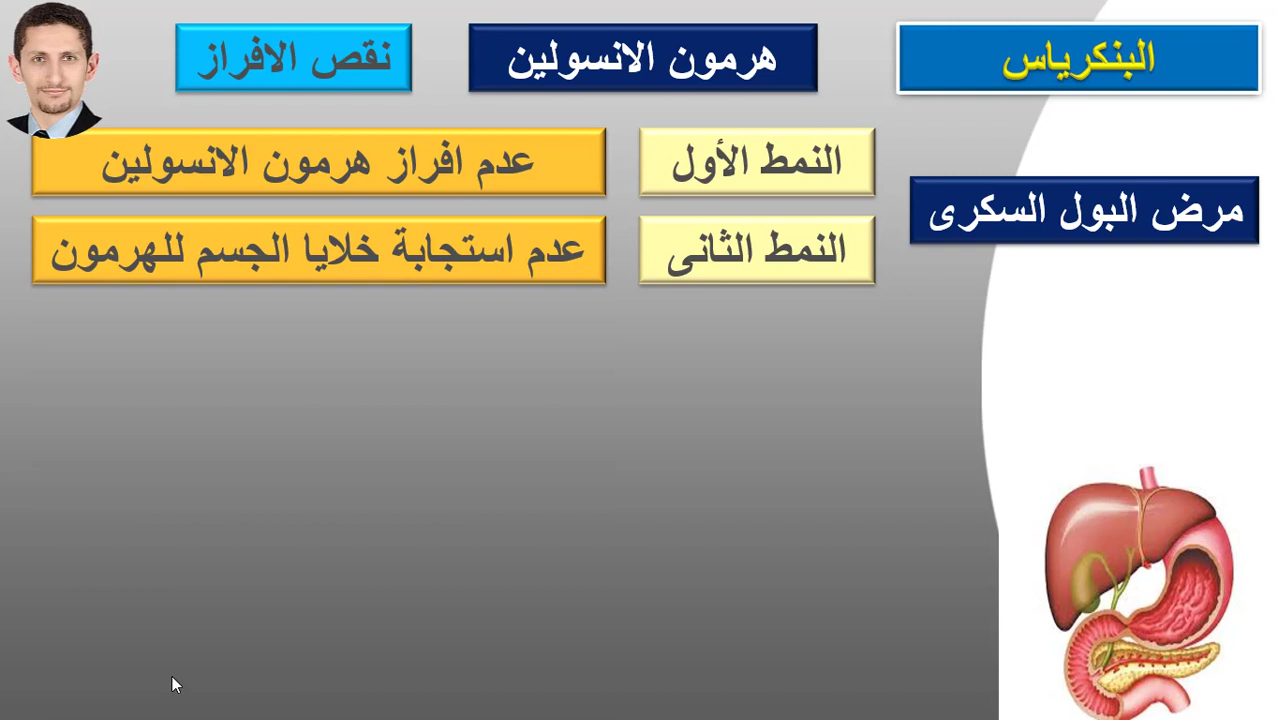 البنكرياس
هرمون الانسولين
نقص الافراز
مرض البول السكرى
النمط الأول
عدم افراز هرمون الانسولين
النمط الثانى
عدم استجابة خلايا الجسم للهرمون